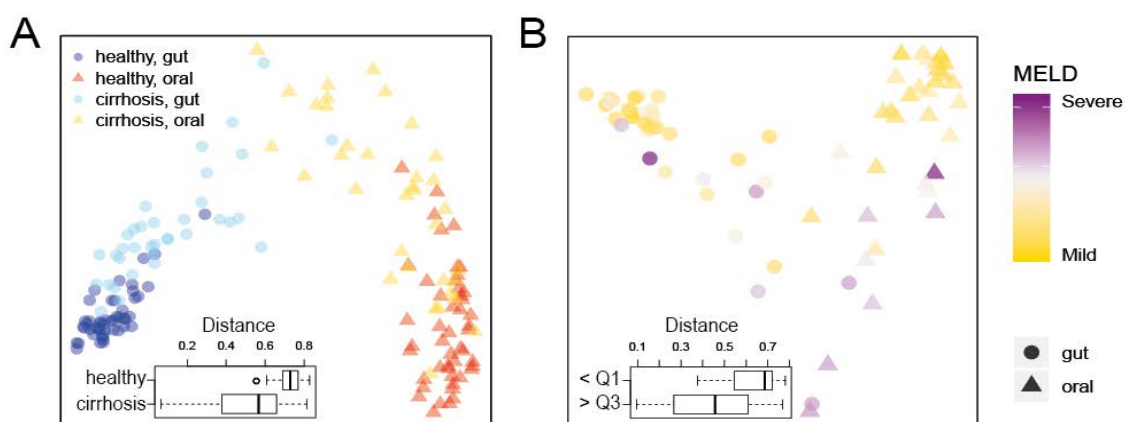 A
healthy, gut
healthy, oral
cirrhosis, gut
cirrhosis, oral
Distance
0.2 0.4 0.6 0.8
healthy
cirrhosis
B
Distance
0.1 0.3 0.5 0.7
< Q1
> Q3
MELD
Severe
Mild
gut
oral